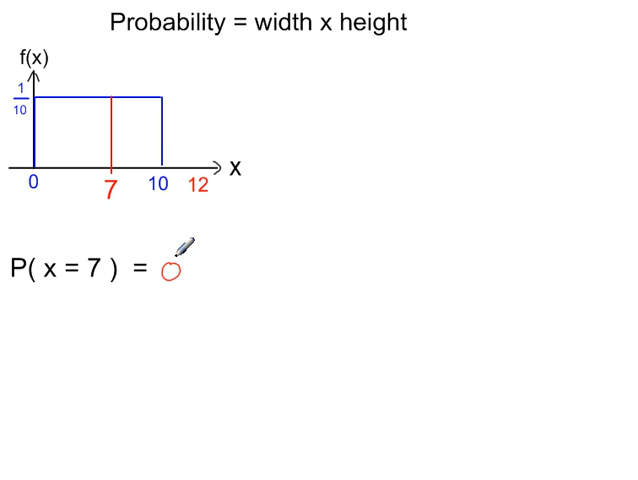 Probability = width x height
f(x)
1
10
x
0
7
10
12
P( x = 7 ) = 0